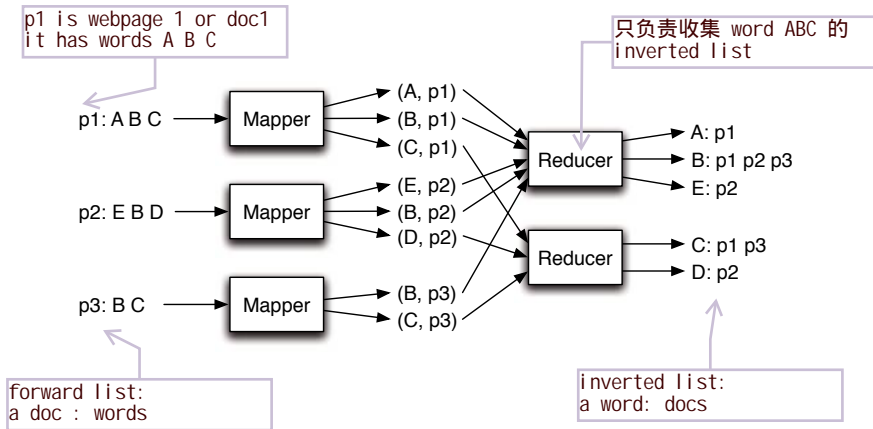 p1 is webpage 1 or doc1
it has words A B C
只负责收集 word ABC 的
inverted list
p1: A B C
Mapper
(A, p1)
(B, p1)
(C, p1)
p2: E B D
Mapper
(E, p2)
(B, p2)
(D, p2)
p3: B C
Mapper
(B, p3)
(C, p3)
Reducer
A: p1
B: p1 p2 p3
E: p2
Reducer
C: p1 p3
D: p2
forward list:
a doc : words
inverted list:
a word: docs